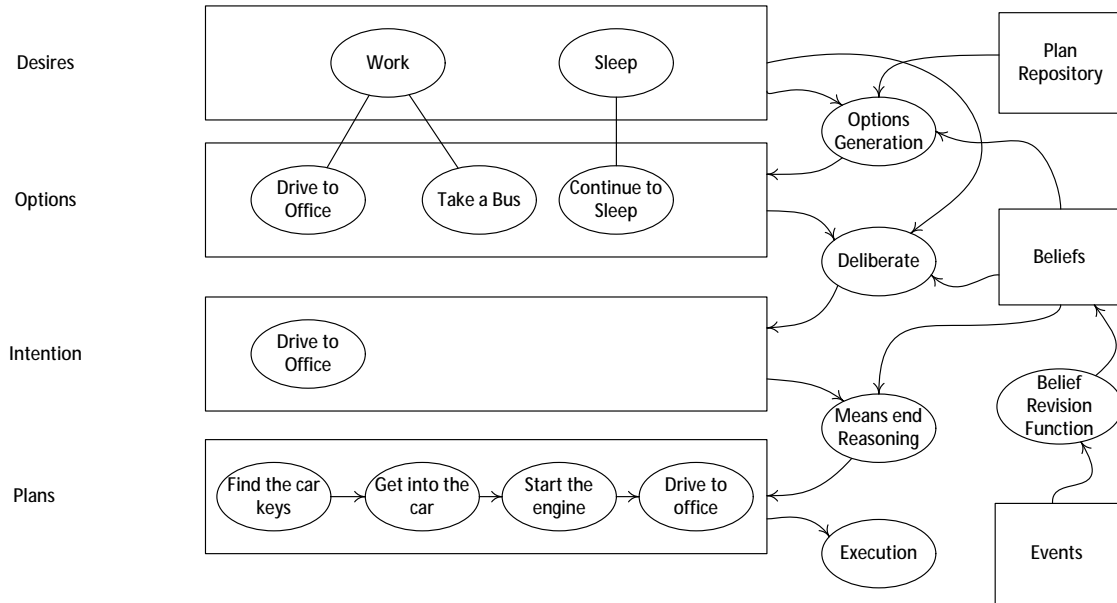 Desires
Work
Sleep
Plan
Repository
Options
Generation
Options
Drive to
Office
Take a Bus
Continue to
Sleep
Deliberate
Beliefs
Intention
Drive to
Office
Belief
Revision
Function
Means end
Reasoning
Plans
Find the car
keys
Get into the
car
Start the
engine
Drive to
office
Execution
Events